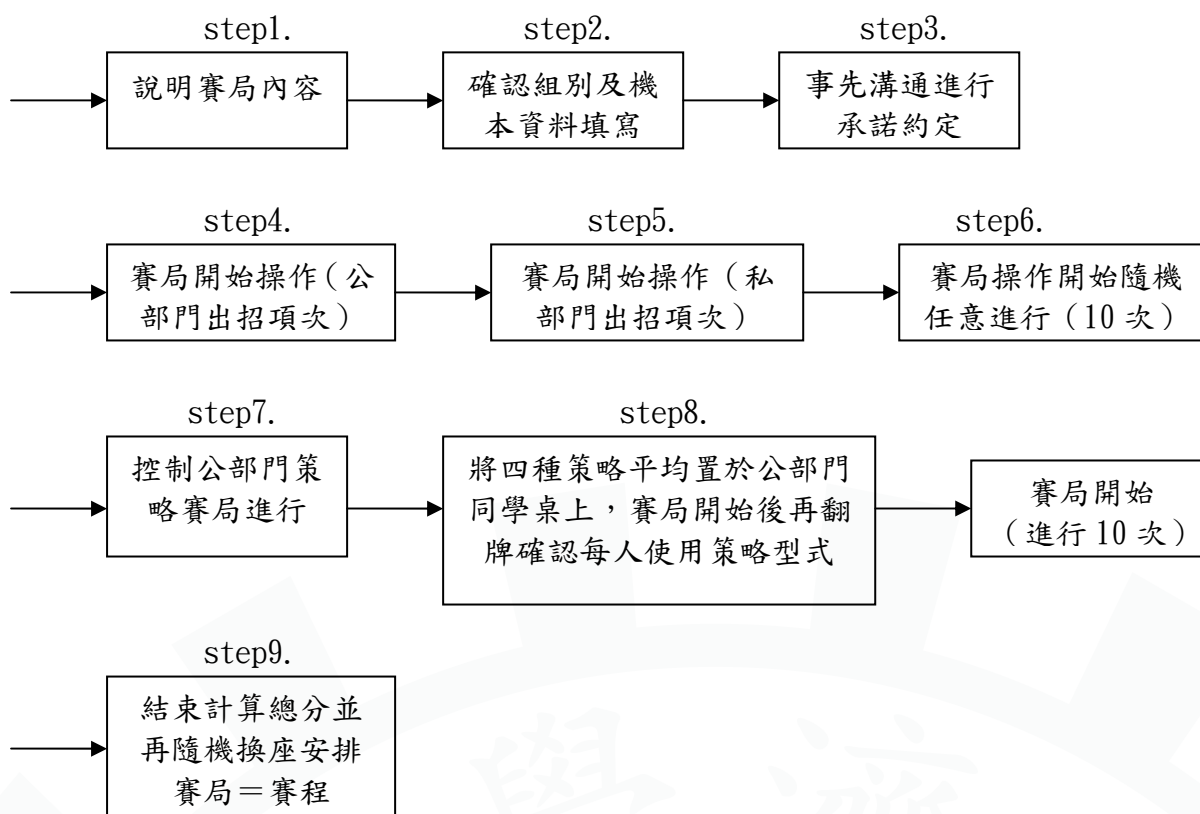 step1.
說明賽局內容
step2.
確認組別及機
本資料填寫
step3.
事先溝通進行
承諾約定
step4.
賽局開始操作（公
部門出招項次）
step5.
賽局開始操作（私
部門出招項次）
step6.
賽局操作開始隨機
任意進行（10 次）
step7.
控制公部門策
略賽局進行
step8.
將四種策略平均置於公部門
同學桌上，賽局開始後再翻
牌確認每人使用策略型式
賽局開始
（進行 10 次）
step9.
結束計算總分並
再隨機換座安排
賽局＝賽程